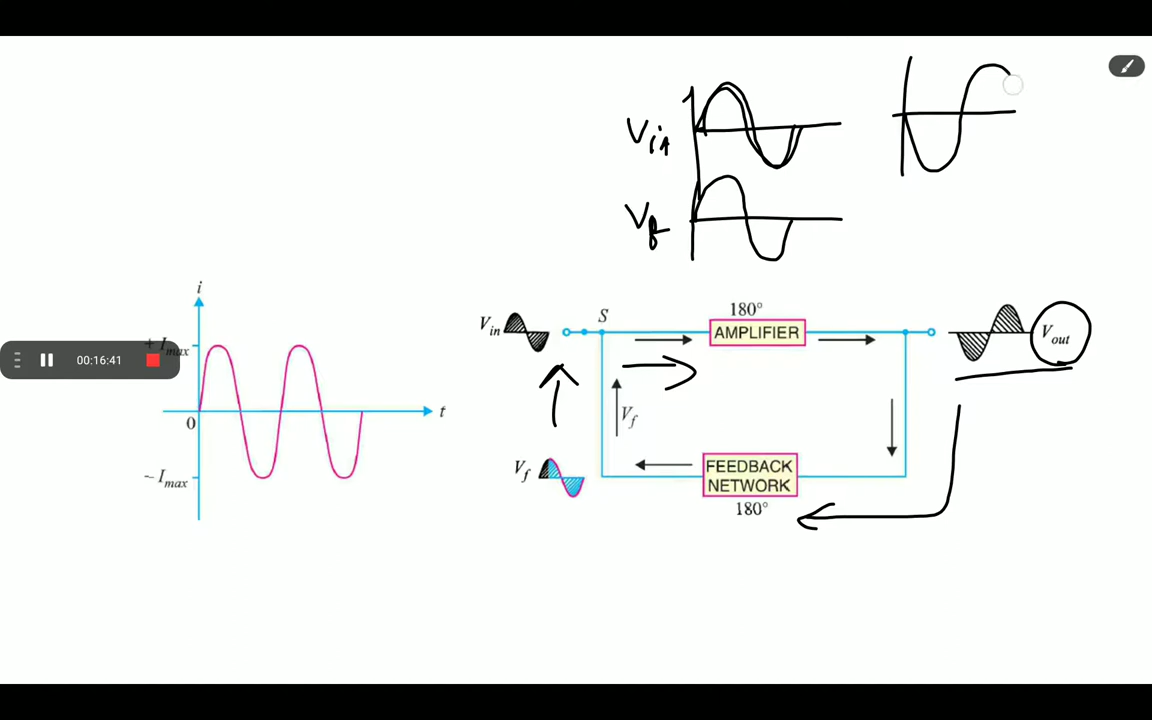 Vin
Vf
i
+ Imax
00:16:41
0
t
− Imax
Vin
S
180°
AMPLIFIER
Vout
Vf
Vf
FEEDBACK
NETWORK
180°